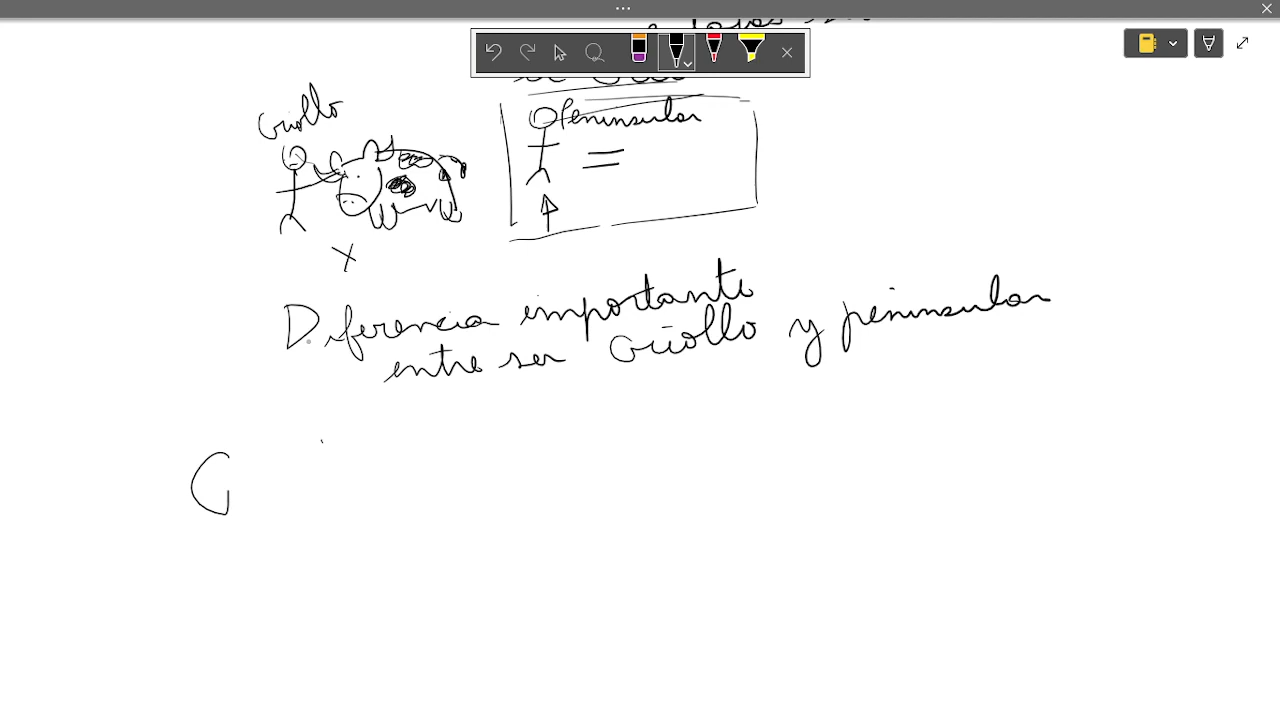 Criollo
Peninsular
=
X
Diferencia importante
entre ser Criollo y peninsular
C